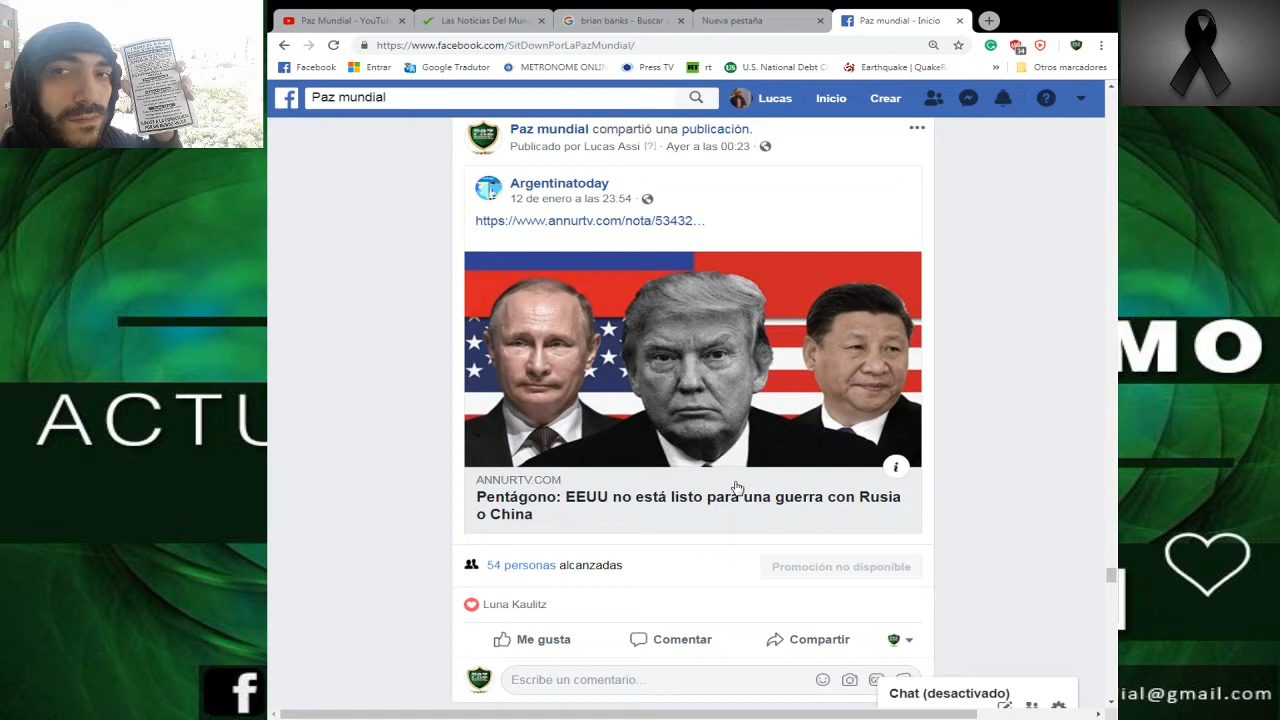 Paz Mundial - YouTu
Las Noticias Del Mun
brian banks - Buscar
Nueva pestaña
Paz mundial - Inicio
https://www.facebook.com/SitDownPorLaPazMundial/
34
Facebook
Entrar
Google Tradutor
METRONOME ONLI
Press TV
rt
U.S. National Debt C
Earthquake | QuakeR
»
Otros marcadores
Paz mundial
Lucas
Inicio
Crear
Paz mundial compartió una publicación.
Publicado por Lucas Assi [?] · Ayer a las 00:23 ·
Argentinatoday
12 de enero a las 23:54 ·
https://www.annurtv.com/nota/53432...
ANNURTV.COM
Pentágono: EEUU no está listo para una guerra con Rusia
o China
54 personas alcanzadas
Promoción no disponible
Luna Kaulitz
Me gusta
Comentar
Compartir
Escribe un comentario...
Chat (desactivado)
ACTU
MO
ial@gmail.com